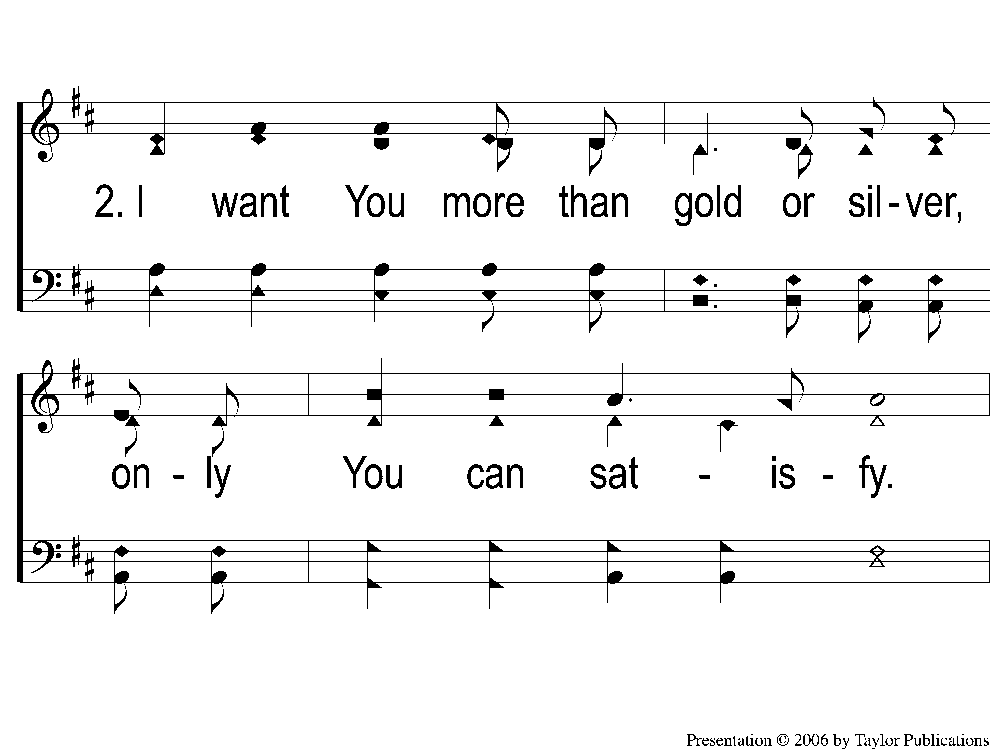 2. I want You more than gold or sil-ver,
on - ly You can sat - is - fy.
Presentation © 2006 by Taylor Publications